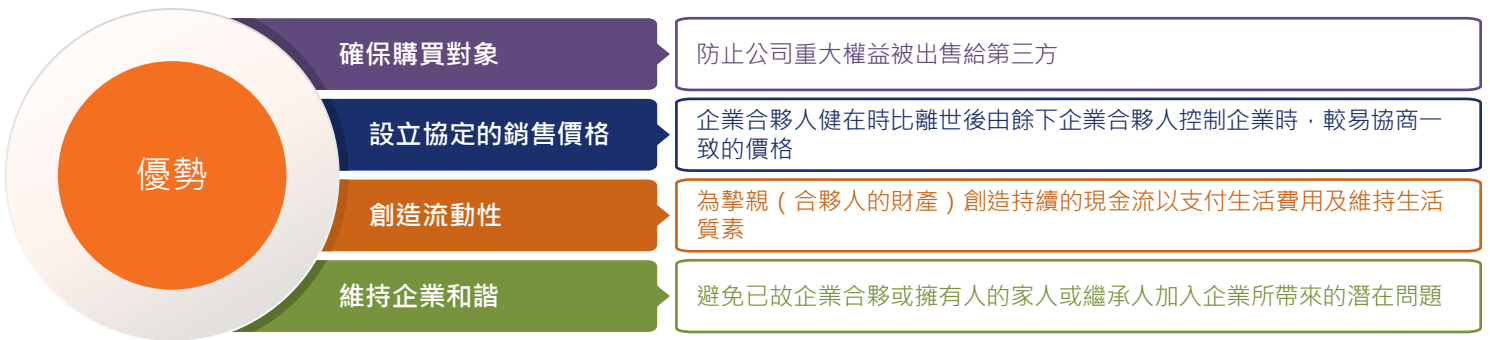 優勢
確保購買對象
防止公司重大權益被出售給第三方
設立協定的銷售價格
企業合夥人健在時比離世後由餘下企業合夥人控制企業時，較易協商一
致的價格
創造流動性
為摯親（合夥人的財產）創造持續的現金流以支付生活費用及維持生活
質素
維持企業和諧
避免已故企業合夥或擁有人的家人或繼承人加入企業所帶來的潛在問題